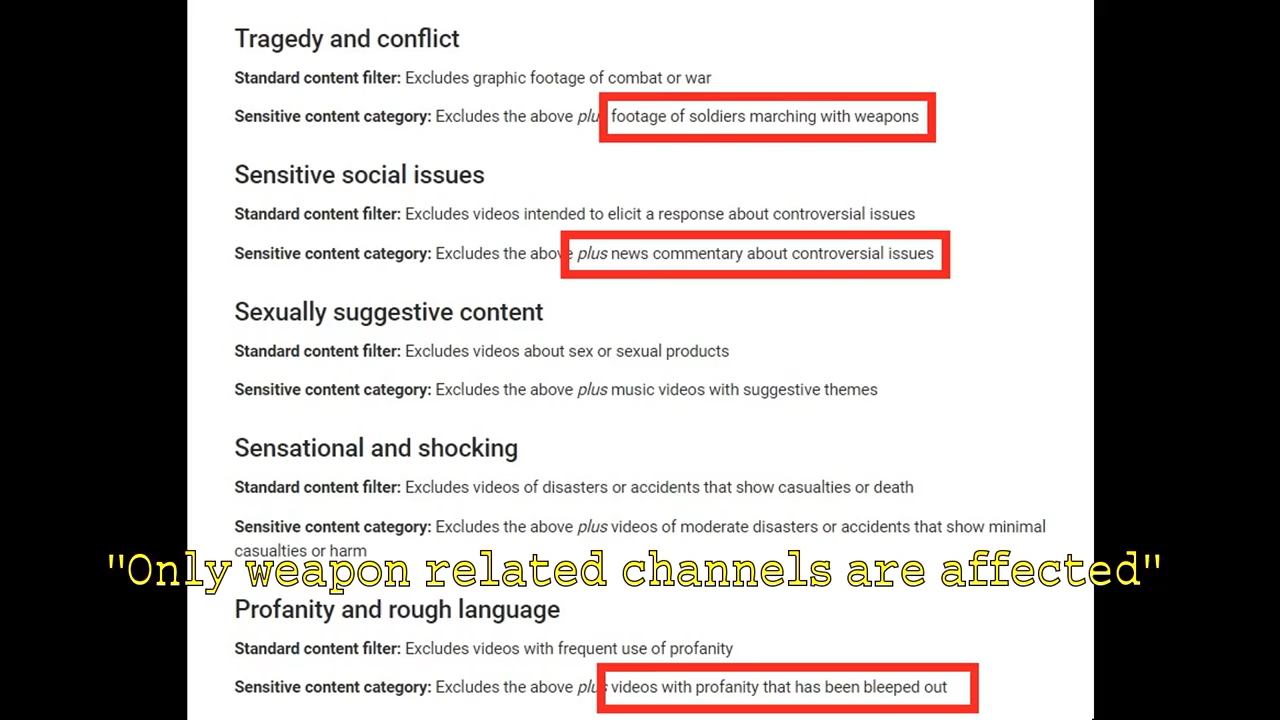 Tragedy and conflict
Standard content filter: Excludes graphic footage of combat or war
Sensitive content category: Excludes the above plus footage of soldiers marching with weapons
Sensitive social issues
Standard content filter: Excludes videos intended to elicit a response about controversial issues
Sensitive content category: Excludes the above plus news commentary about controversial issues
Sexually suggestive content
Standard content filter: Excludes videos about sex or sexual products
Sensitive content category: Excludes the above plus music videos with suggestive themes
Sensational and shocking
Standard content filter: Excludes videos of disasters or accidents that show casualties or death
Sensitive content category: Excludes the above plus videos of moderate disasters or accidents that show minimal
casualties or harm
"Only weapon related channels are affected"
Profanity and rough language
Standard content filter: Excludes videos with frequent use of profanity
Sensitive content category: Excludes the above plus videos with profanity that has been bleeped out